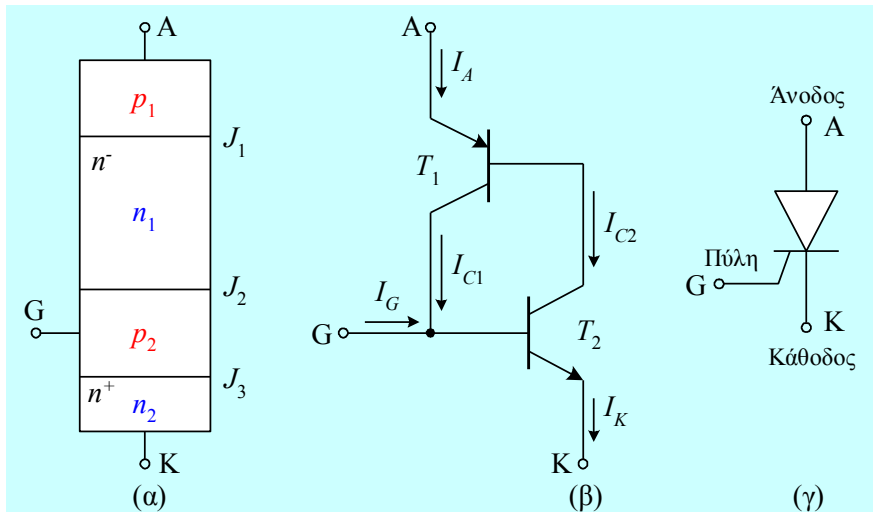 A
p1
J1
n-
n1
J2
G
p2
J3
n+
n2
K
(α)
A
IA
T1
IC2
IC1
IG
G
T2
IK
K
(β)
Άνοδος
A
Πύλη
G
K
Κάθοδος
(γ)